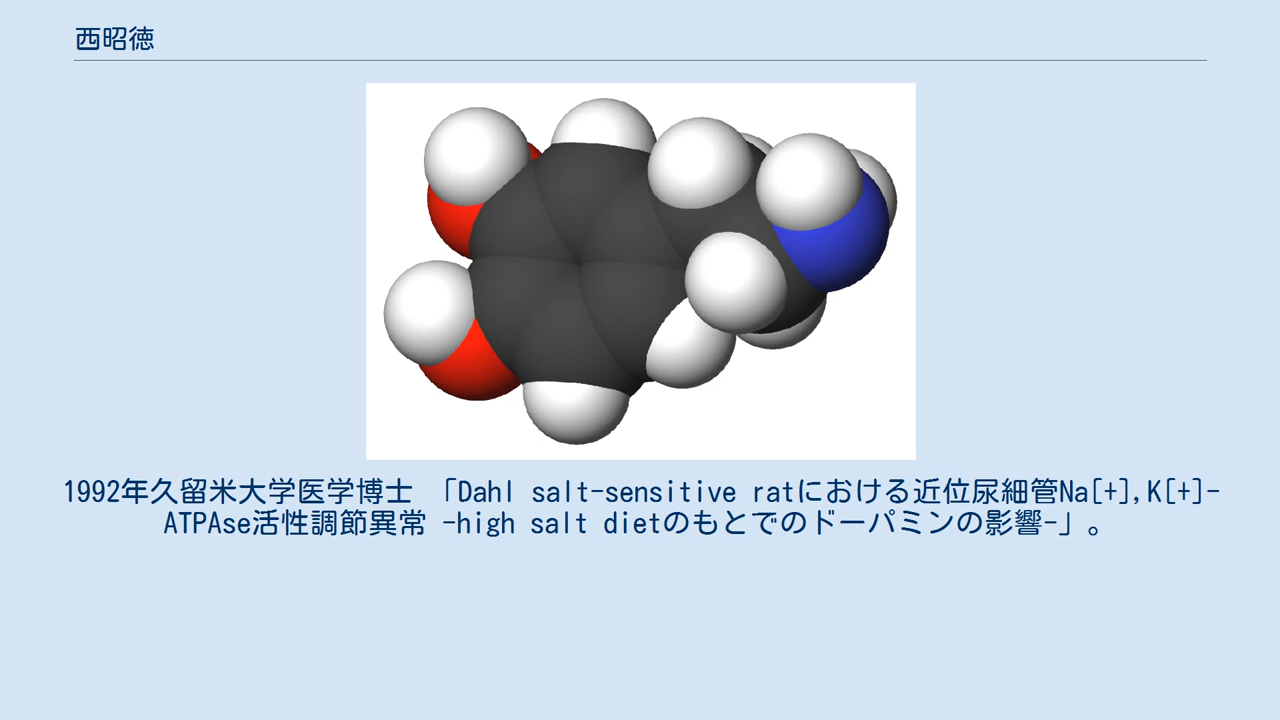 西昭徳
1992年久留米大学医学博士 「Dahl salt-sensitive ratにおける近位尿細管Na[+],K[+]-
ATPAse活性調節異常 -high salt dietのもとでのドーパミンの影響-」。